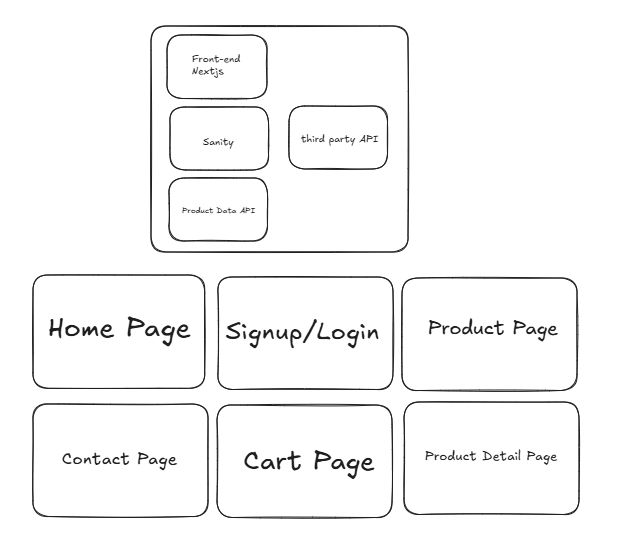 Front-end
Nextjs
Sanity
third party API
Product Data API
Home Page
Signup/Login
Product Page
Contact Page
Cart Page
Product Detail Page